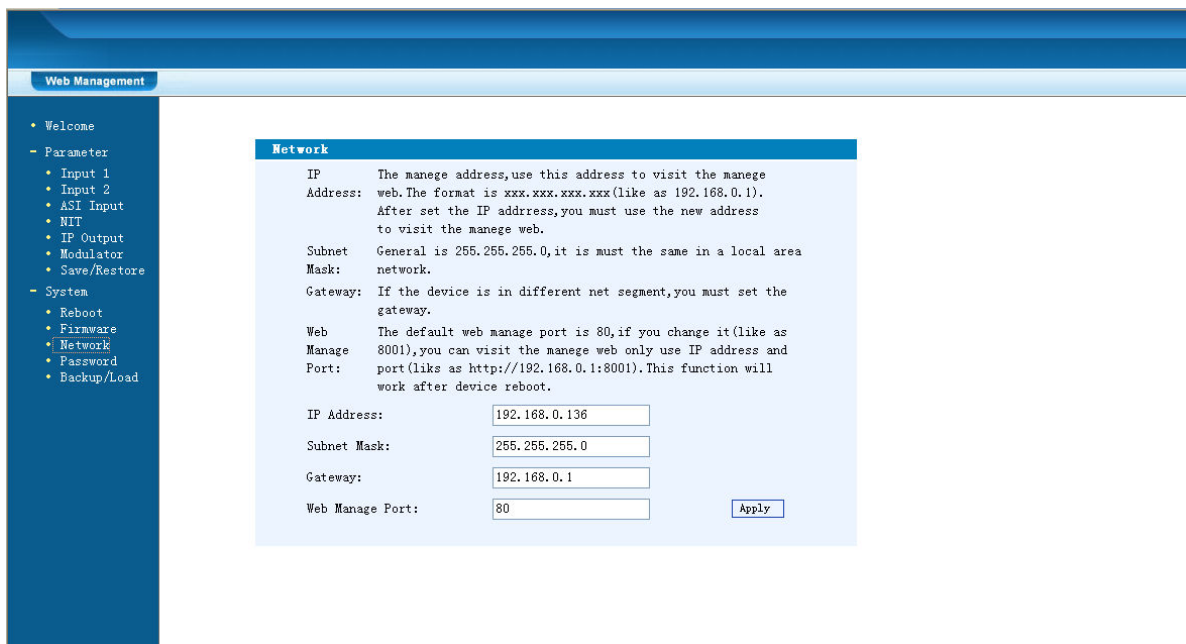 Web Management
Welcome
Parameter
Input 1
Input 2
ASI Input
NIT
IP Output
Modulator
Save/Restore
System
Reboot
Firmware
Network
Password
Backup/Load
Network
IP Address: The manege address,use this address to visit the manege
web.The format is xxx.xxx.xxx.xxx(like as 192.168.0.1).
After set the IP addrress,you must use the new address
to visit the manege web.
Subnet Mask: General is 255.255.255.0,it is must the same in a local area
network.
Gateway: If the device is in different net segment,you must set the
gateway.
Web Manage Port: The default web manage port is 80,if you change it(like as
8001),you can visit the manege web only use IP address and
port(liks as http://192.168.0.1:8001).This function will
work after device reboot.
IP Address: 192.168.0.136
Subnet Mask: 255.255.255.0
Gateway: 192.168.0.1
Web Manage Port: 80 Apply